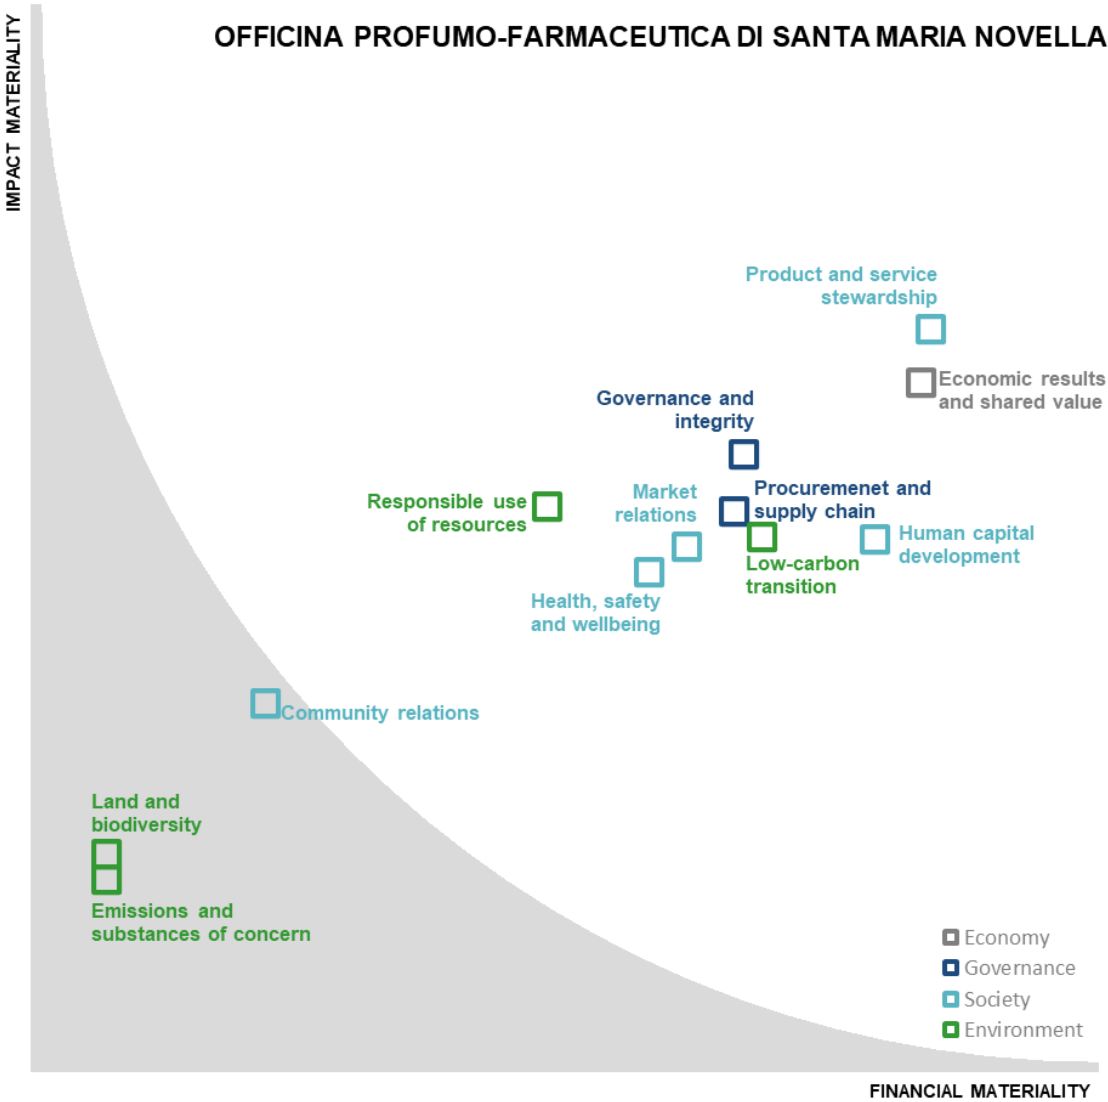 OFFICINA PROFUMO-FARMACEUTICA DI SANTA MARIA NOVELLA
IMPACT MATERIALITY
Product and service
stewardship
Economic results
and shared value
Governance and
integrity
Responsible use
of resources
Market
relations
Procuremenet and
supply chain
Human capital
development
Low-carbon
transition
Health, safety
and wellbeing
Community relations
Land and
biodiversity
Emissions and
substances of concern
Economy
Governance
Society
Environment
FINANCIAL MATERIALITY